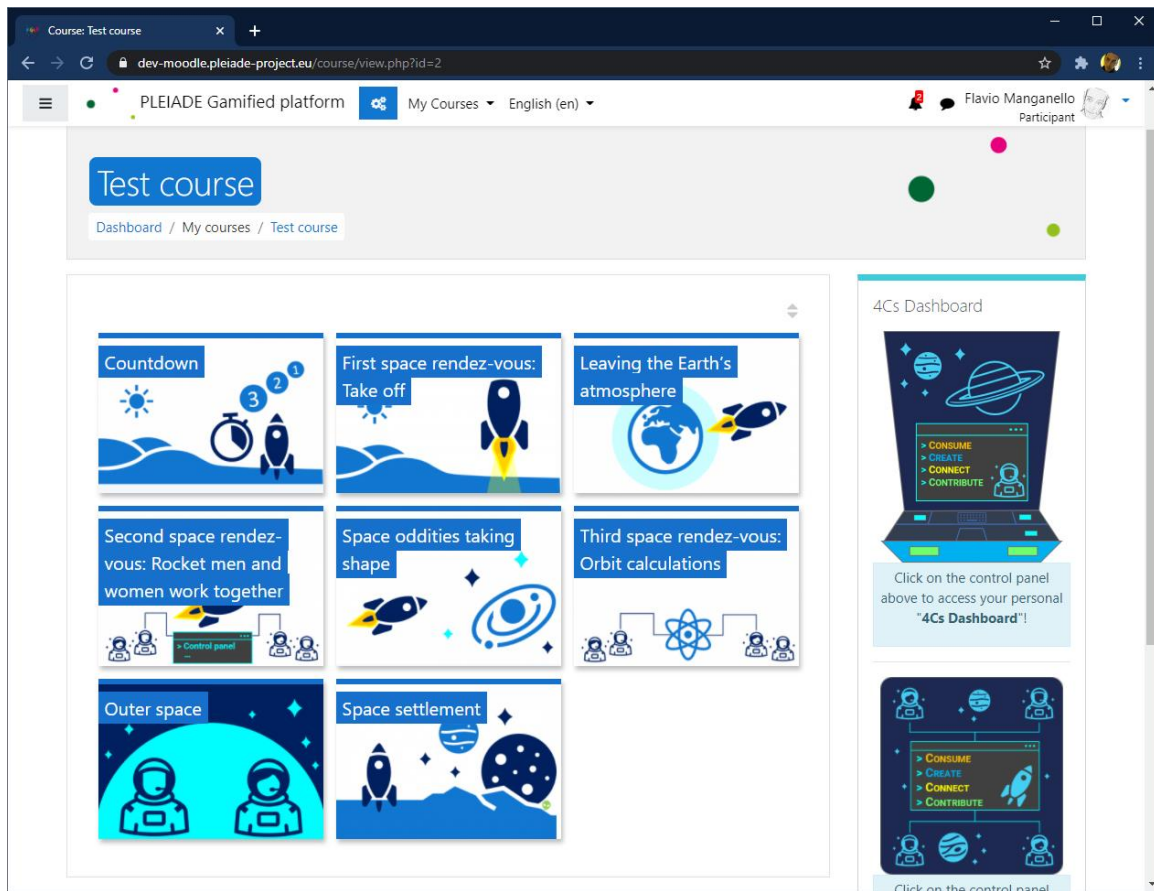 Course: Test course
dev-moodle.pleiade-project.eu/course/view.php?id=2
PLEIADE Gamified platform
My Courses
English (en)
2
Flavio Manganello
Participant
Test course
Dashboard / My courses / Test course
Countdown
3 2 1
First space rendez-vous:
Take off
Leaving the Earth's
atmosphere
Second space rendez-
vous: Rocket men and
women work together
> Control panel
Space oddities taking
shape
Third space rendez-vous:
Orbit calculations
Outer space
Space settlement
4Cs Dashboard
> CONSUME
> CREATE
> CONNECT
> CONTRIBUTE
Click on the control panel
above to access your personal
"4Cs Dashboard"!
> CONSUME
> CREATE
> CONNECT
> CONTRIBUTE
Click on the control panel